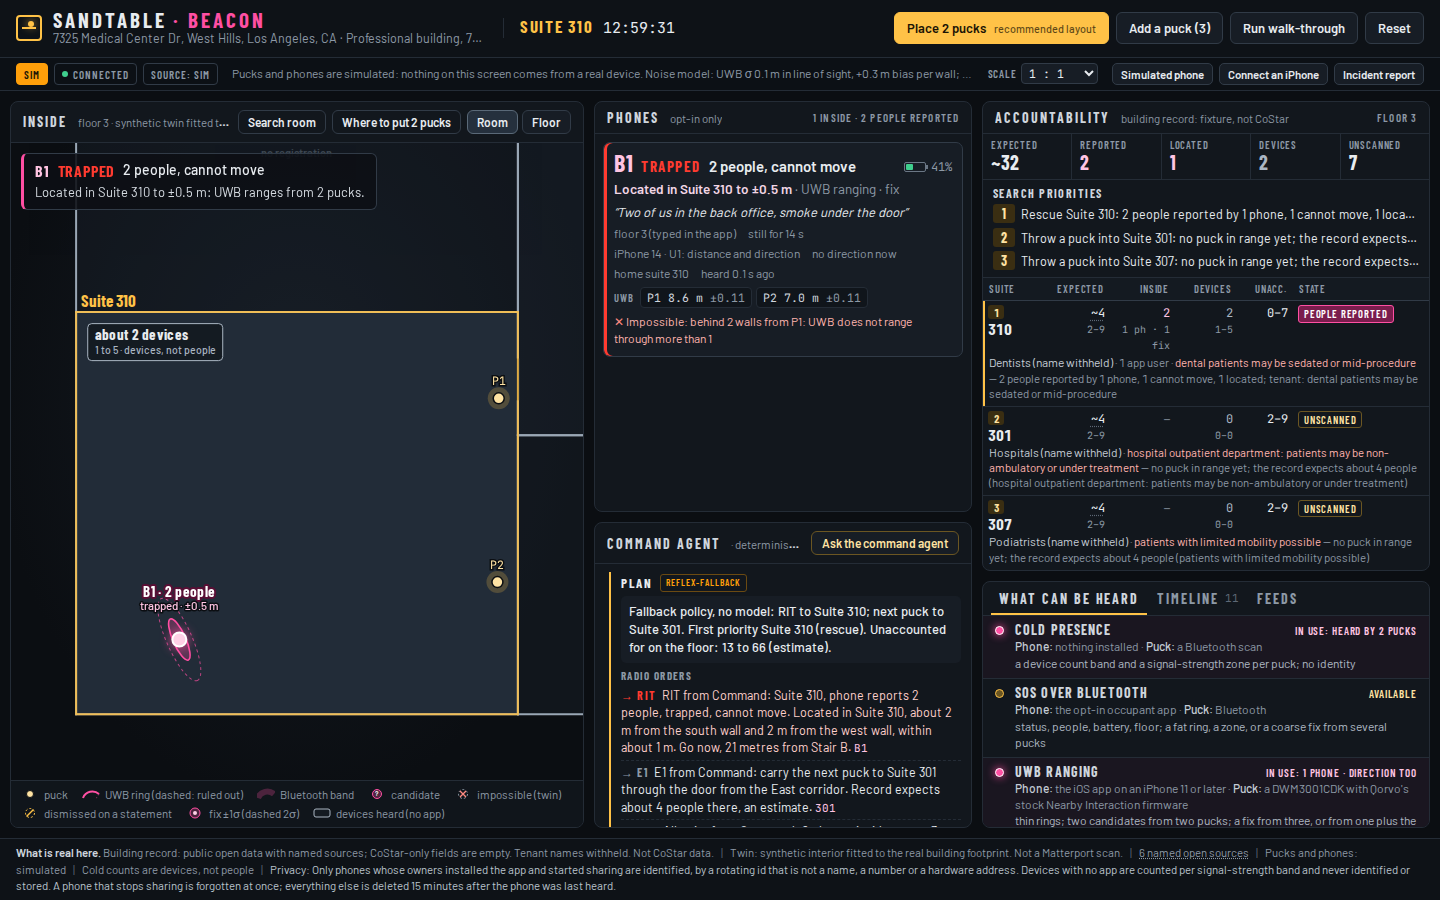 SANDTABLE · BEACON
7325 Medical Center Dr, West Hills, Los Angeles, CA · Professional building, 7...
SUITE 310 12:59:31
Place 2 pucks recommended layout
Add a puck (3)
Run walk-through
Reset
SIM
CONNECTED
SOURCE: SIM
Pucks and phones are simulated: nothing on this screen comes from a real device. Noise model: UWB σ 0.1 m in line of sight, +0.3 m bias per wall; ...
SCALE 1 : 1
Simulated phone
Connect an iPhone
Incident report
INSIDE floor 3 · synthetic twin fitted t...
Search room
Where to put 2 pucks
Room
Floor
no registration
B1 TRAPPED 2 people, cannot move
Located in Suite 310 to ±0.5 m: UWB ranges from 2 pucks.
Suite 310
about 2 devices
1 to 5 · devices, not people
P1
P2
B1 · 2 people
trapped · ±0.5 m
puck
UWB ring (dashed: ruled out)
Bluetooth band
candidate
impossible (twin)
dismissed on a statement
fix ±1σ (dashed 2σ)
devices heard (no app)
PHONES opt-in only
1 INSIDE · 2 PEOPLE REPORTED
B1 TRAPPED 2 people, cannot move 41%
Located in Suite 310 to ±0.5 m · UWB ranging · fix
"Two of us in the back office, smoke under the door"
floor 3 (typed in the app) still for 14 s
iPhone 14 · U1: distance and direction no direction now
home suite 310 heard 0.1 s ago
UWB P1 8.6 m ±0.11 P2 7.0 m ±0.11
✕ Impossible: behind 2 walls from P1: UWB does not range
through more than 1
COMMAND AGENT · determinis...
Ask the command agent
PLAN REFLEX-FALLBACK
Fallback policy, no model: RIT to Suite 310; next puck to
Suite 301. First priority Suite 310 (rescue). Unaccounted
for on the floor: 13 to 66 (estimate).
RADIO ORDERS
→ RIT RIT from Command: Suite 310, phone reports 2
people, trapped, cannot move. Located in Suite 310, about 2
m from the south wall and 2 m from the west wall, within
about 1 m. Go now, 21 metres from Stair B. B1
→ E1 E1 from Command: carry the next puck to Suite 301
through the door from the East corridor. Record expects
about 4 people there, an estimate. 301
ACCOUNTABILITY building record: fixture, not CoStar
FLOOR 3
EXPECTED REPORTED LOCATED DEVICES UNSCANNED
~32 2 1 2 7
SEARCH PRIORITIES
1 Rescue Suite 310: 2 people reported by 1 phone, 1 cannot move, 1 loca...
2 Throw a puck into Suite 301: no puck in range yet; the record expects...
3 Throw a puck into Suite 307: no puck in range yet; the record expects...
SUITE EXPECTED INSIDE DEVICES UNACC. STATE
1 ~4 2 2 0–7 PEOPLE REPORTED
310 2–9 1 ph · 1 1–5
fix
Dentists (name withheld) · 1 app user · dental patients may be sedated or mid-procedure
— 2 people reported by 1 phone, 1 cannot move, 1 located; tenant: dental patients may be
sedated or mid-procedure
2 ~4 – 0 2–9 UNSCANNED
301 2–9 0–0
Hospitals (name withheld) · hospital outpatient department: patients may be non-
ambulatory or under treatment — no puck in range yet; the record expects about 4 people
(hospital outpatient department: patients may be non-ambulatory or under treatment)
3 ~4 – 0 2–9 UNSCANNED
307 2–9 0–0
Podiatrists (name withheld) · patients with limited mobility possible — no puck in range
yet; the record expects about 4 people (patients with limited mobility possible)
WHAT CAN BE HEARD
TIMELINE 11
FEEDS
COLD PRESENCE IN USE: HEARD BY 2 PUCKS
Phone: nothing installed · Puck: a Bluetooth scan
a device count band and a signal-strength zone per puck; no identity
SOS OVER BLUETOOTH AVAILABLE
Phone: the opt-in occupant app · Puck: Bluetooth
status, people, battery, floor; a fat ring, a zone, or a coarse fix from several
pucks
UWB RANGING IN USE: 1 PHONE · DIRECTION TOO
Phone: the iOS app on an iPhone 11 or later · Puck: a DWM3001CDK with Qorvo's
stock Nearby Interaction firmware
thin rings; two candidates from two pucks; a fix from three, or from one plus the
What is real here. Building record: public open data with named sources; CoStar-only fields are empty. Tenant names withheld. Not CoStar data. | Twin: synthetic interior fitted to the real building footprint. Not a Matterport scan. | 6 named open sources | Pucks and phones:
simulated | Cold counts are devices, not people | Privacy: Only phones whose owners installed the app and started sharing are identified, by a rotating id that is not a name, a number or a hardware address. Devices with no app are counted per signal-strength band and never identified or
stored. A phone that stops sharing is forgotten at once; everything else is deleted 15 minutes after the phone was last heard.